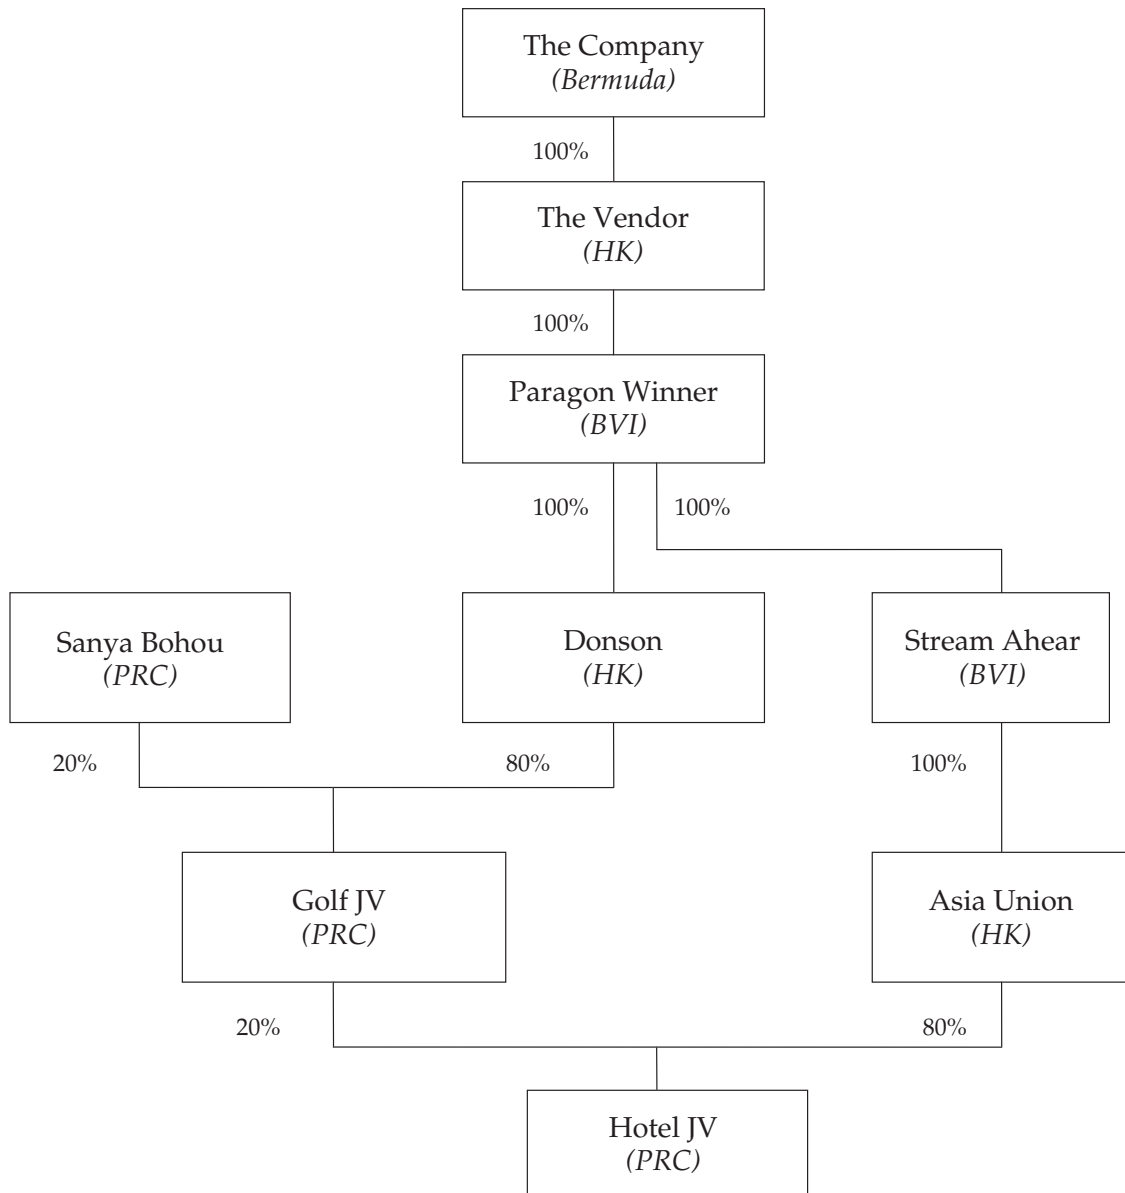 The Company
(Bermuda)
100%
The Vendor
(HK)
100%
Paragon Winner
(BVI)
100%
100%
Sanya Bohou
(PRC)
Donson
(HK)
Stream Ahear
(BVI)
20%
80%
100%
Golf JV
(PRC)
Asia Union
(HK)
20%
80%
Hotel JV
(PRC)